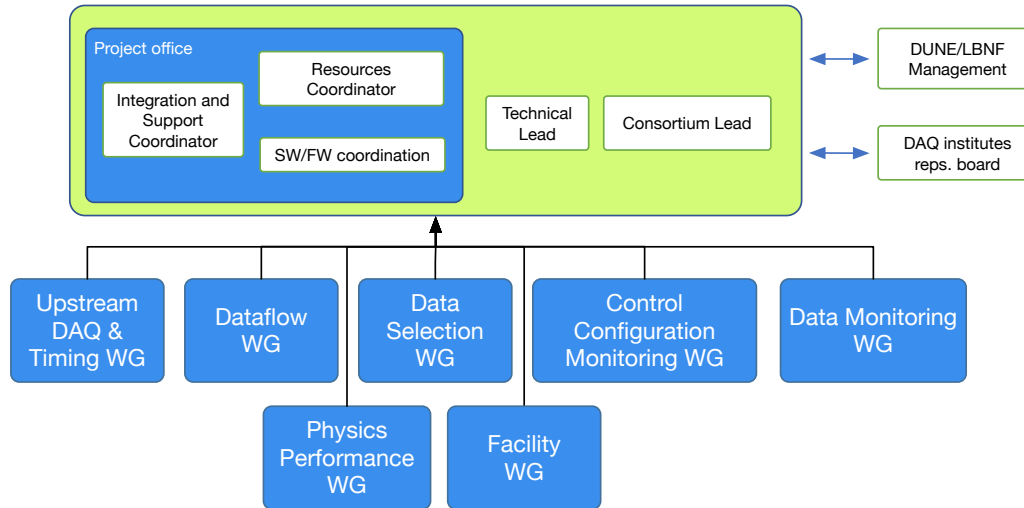 Project office
Integration and
Support
Coordinator
Resources
Coordinator
SW/FW coordination
Technical
Lead
Consortium Lead
DUNE/LBNF
Management
DAQ institutes
reps. board
Upstream
DAQ &
Timing WG
Dataflow
WG
Data
Selection
WG
Control
Configuration
Monitoring WG
Data Monitoring
WG
Physics
Performance
WG
Facility
WG